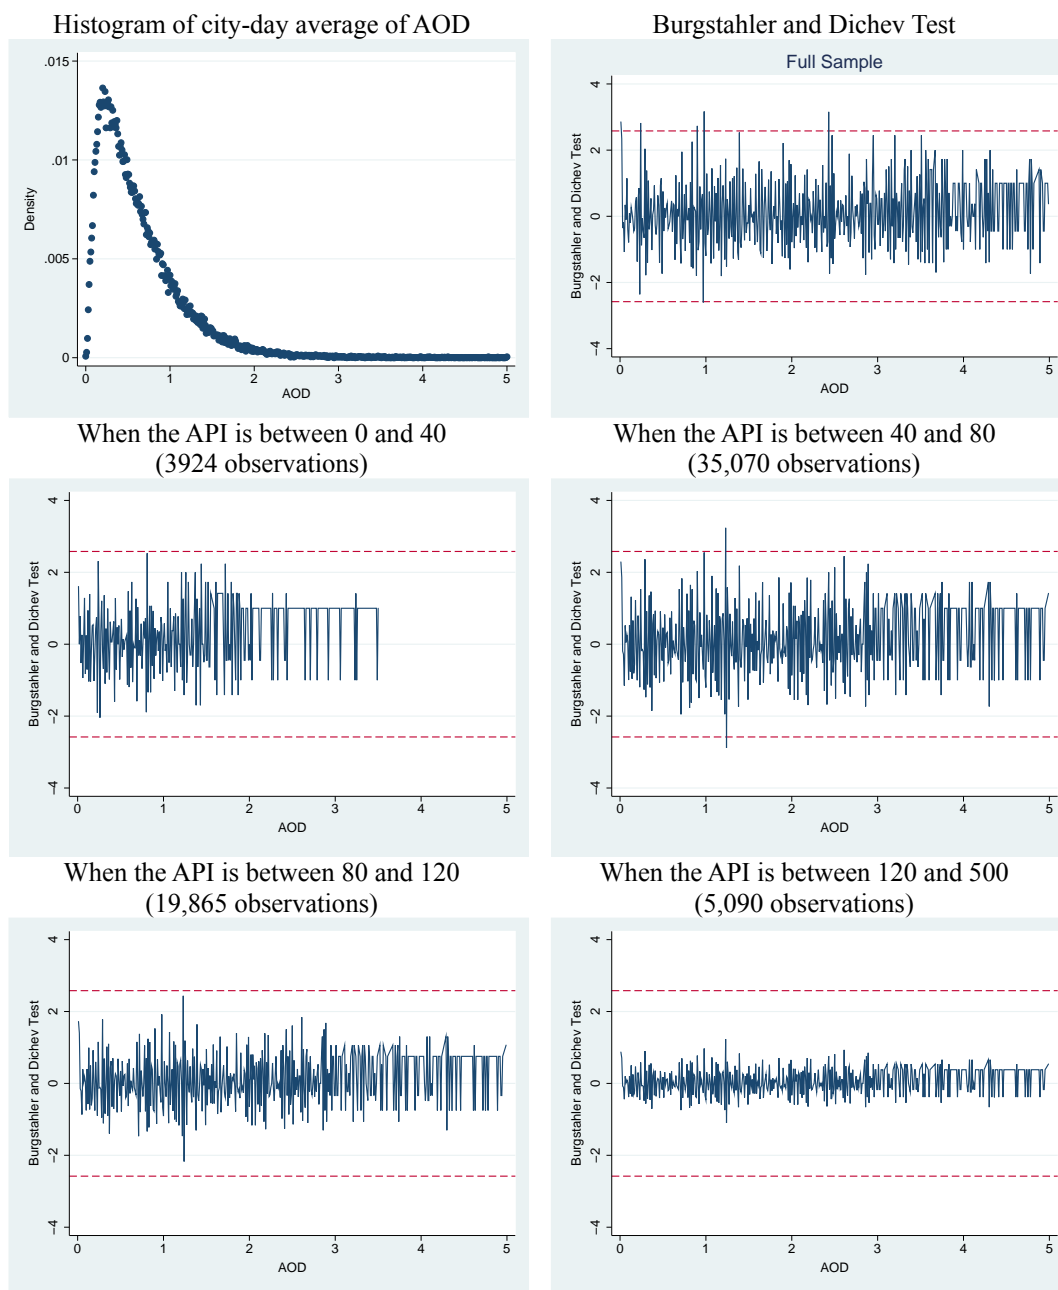 Histogram of city-day average of AOD
.015
.01
.005
0
Density
0 1 2 3 4 5
AOD
Burgstahler and Dichev Test
Full Sample
4
2
0
−2
−4
Burgstahler and Dichev Test
0 1 2 3 4 5
AOD
When the API is between 0 and 40
(3924 observations)
4
2
0
−2
−4
Burgstahler and Dichev Test
0 1 2 3 4 5
AOD
When the API is between 40 and 80
(35,070 observations)
4
2
0
−2
−4
Burgstahler and Dichev Test
0 1 2 3 4 5
AOD
When the API is between 80 and 120
(19,865 observations)
4
2
0
−2
−4
Burgstahler and Dichev Test
0 1 2 3 4 5
AOD
When the API is between 120 and 500
(5,090 observations)
4
2
0
−2
−4
Burgstahler and Dichev Test
0 1 2 3 4 5
AOD